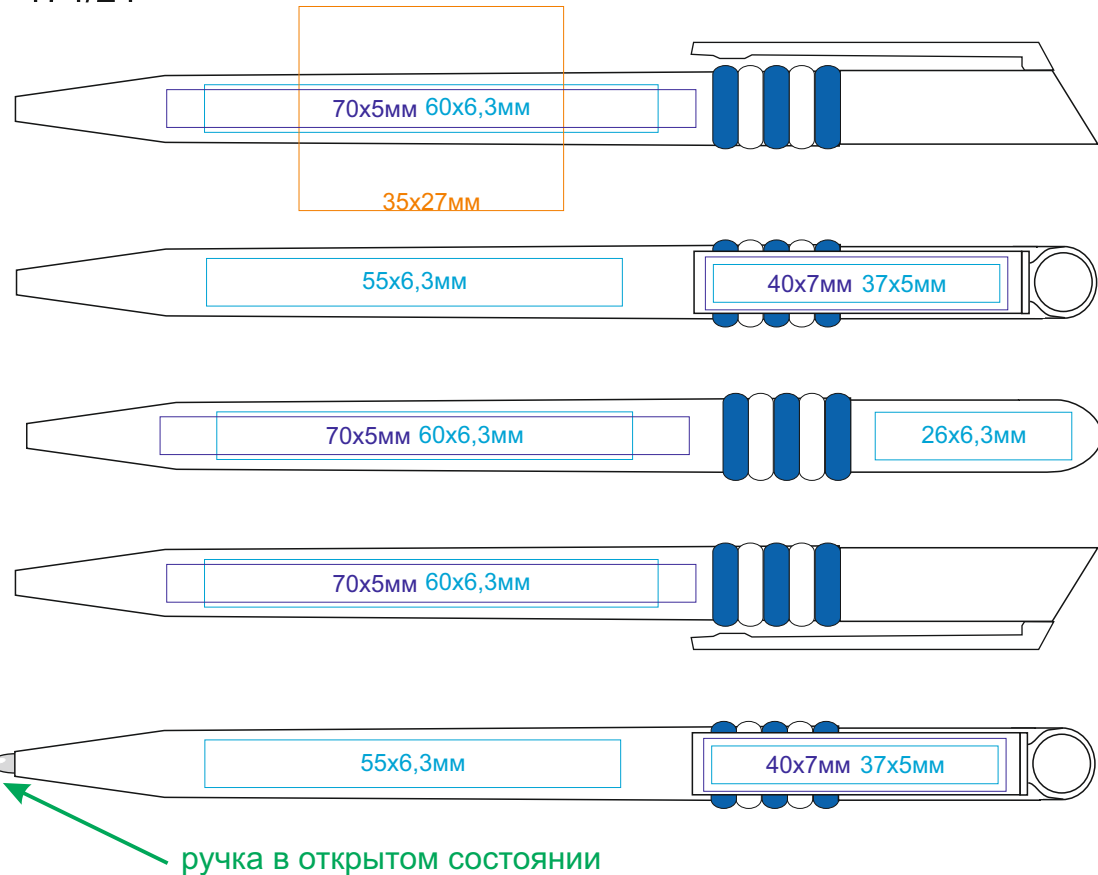 70х5мм 60х6,3мм
35х27мм
55х6,3мм 40х7мм 37х5мм
70х5мм 60х6,3мм 26х6,3мм
70х5мм 60х6,3мм
55х6,3мм 40х7мм 37х5мм
ручка в открытом состоянии